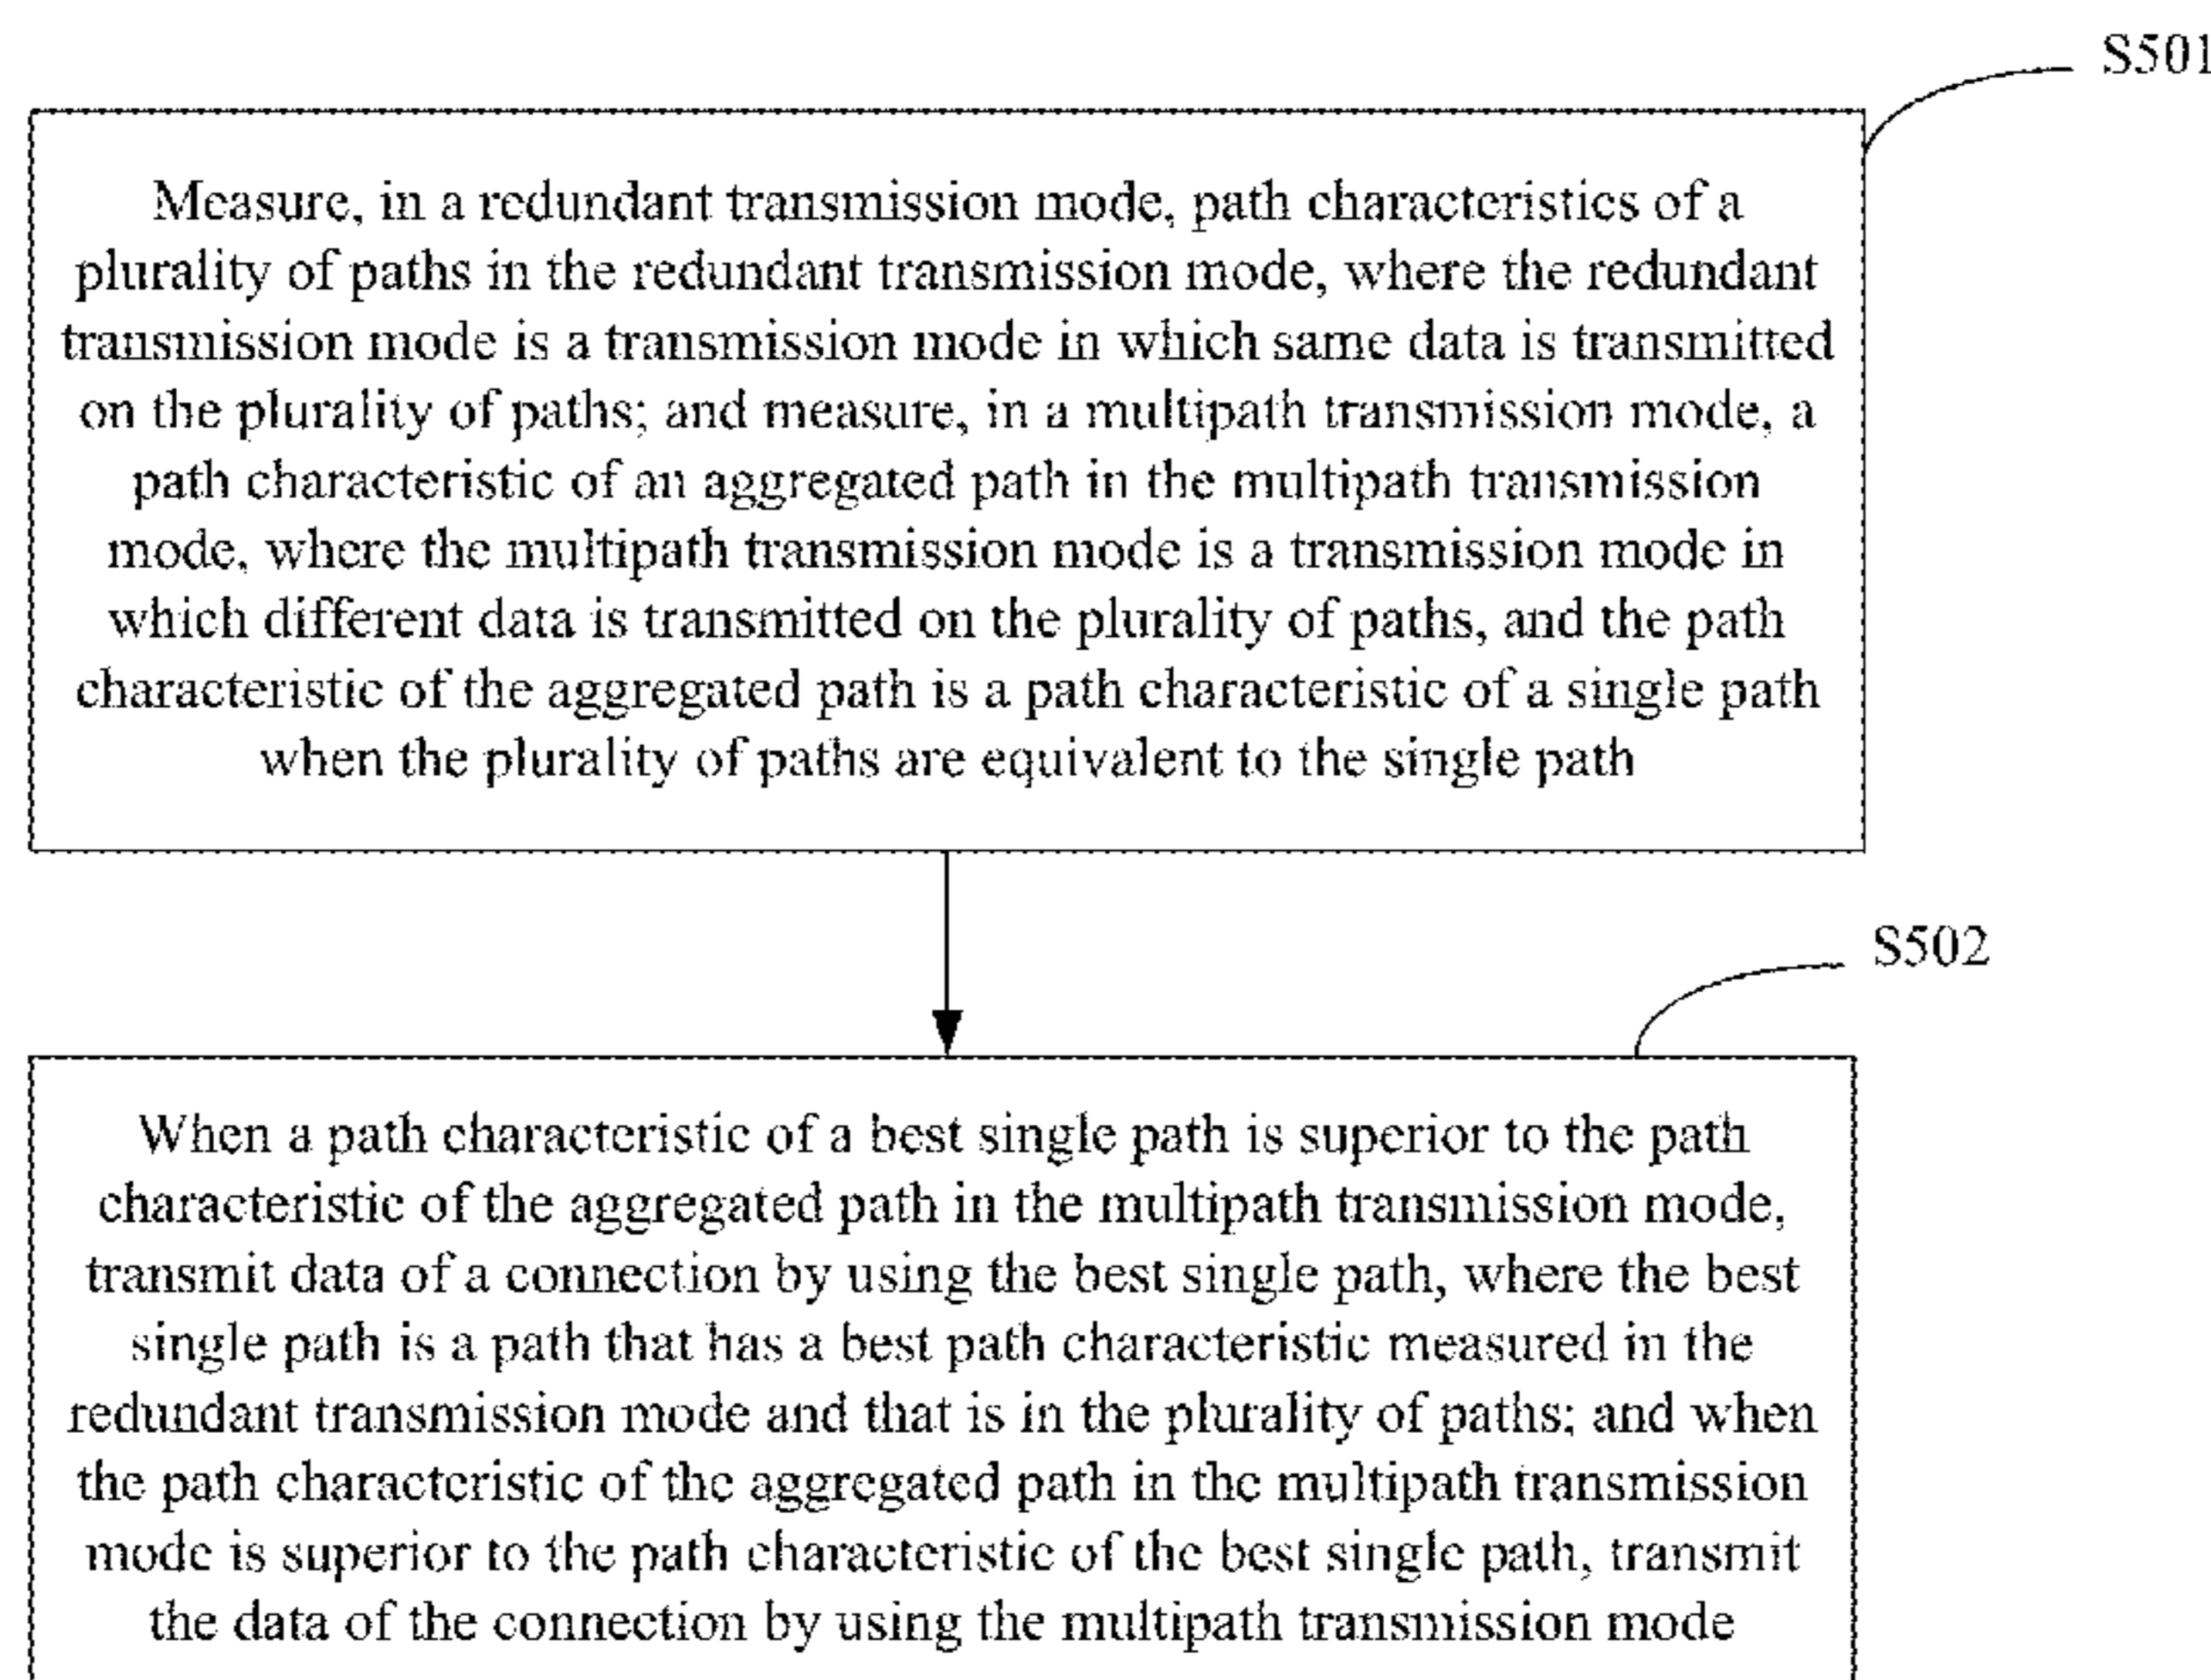 S501
Measure, in a redundant transmission mode, path characteristics of a
plurality of paths in the redundant transmission mode, where the redundant
transmission mode is a transmission mode in which same data is transmitted
on the plurality of paths; and measure, in a multipath transmission mode, a
path characteristic of an aggregated path in the multipath transmission
mode, where the multipath transmission mode is a transmission mode in
which different data is transmitted on the plurality of paths, and the path
characteristic of the aggregated path is a path characteristic of a single path
when the plurality of paths are equivalent to the single path
S502
When a path characteristic of a best single path is superior to the path
characteristic of the aggregated path in the multipath transmission mode,
transmit data of a connection by using the best single path, where the best
single path is a path that has a best path characteristic measured in the
redundant transmission mode and that is in the plurality of paths; and when
the path characteristic of the aggregated path in the multipath transmission
mode is superior to the path characteristic of the best single path, transmit
the data of the connection by using the multipath transmission mode